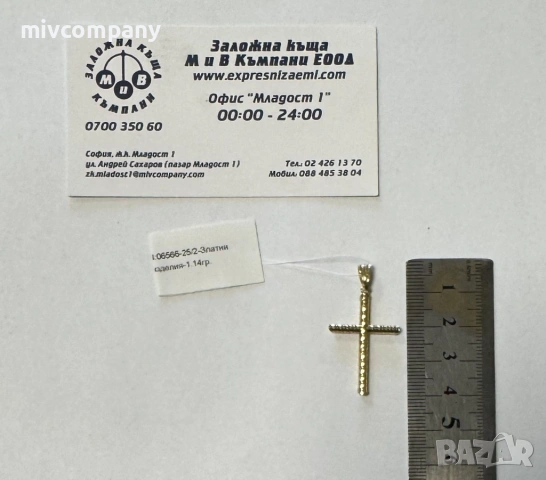 mivcompany
ЗАЛОЖНА КЪЩА
М И В
КЪМПАНИ
0700 350 60
Заложна къща
М и В Къмпани ЕООД
www.expresnizaemi.com
Офис "Младост 1"
00:00 - 24:00
София, ж.к. Младост 1
ул. Андрей Сахаров (пазар Младост 1)
zk.mladost1@mivcompany.com
Тел.: 02 426 13 70
Мобил. 088 485 38 04
:06566-25/2-Златни
зделия-1.14гр.
1
2
3
4
5
BAZAR